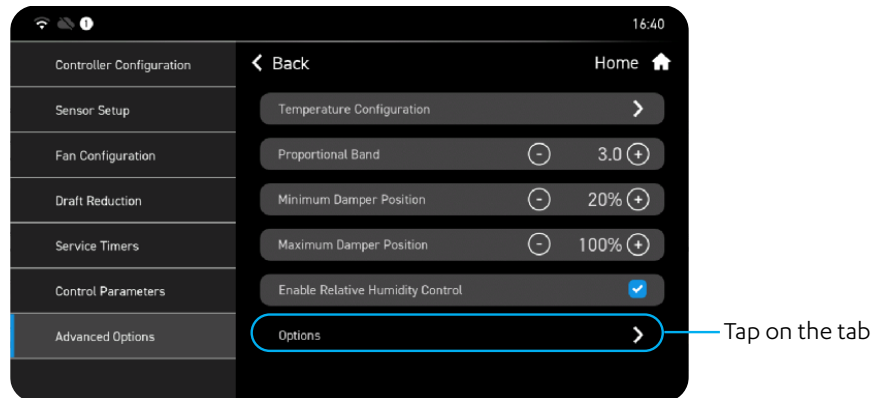 16:40
Controller Configuration
Sensor Setup
Fan Configuration
Draft Reduction
Service Timers
Control Parameters
Advanced Options
Back
Home
Temperature Configuration
Proportional Band - 3.0 +
Minimum Damper Position - 20% +
Maximum Damper Position - 100% +
Enable Relative Humidity Control
Options
Tap on the tab